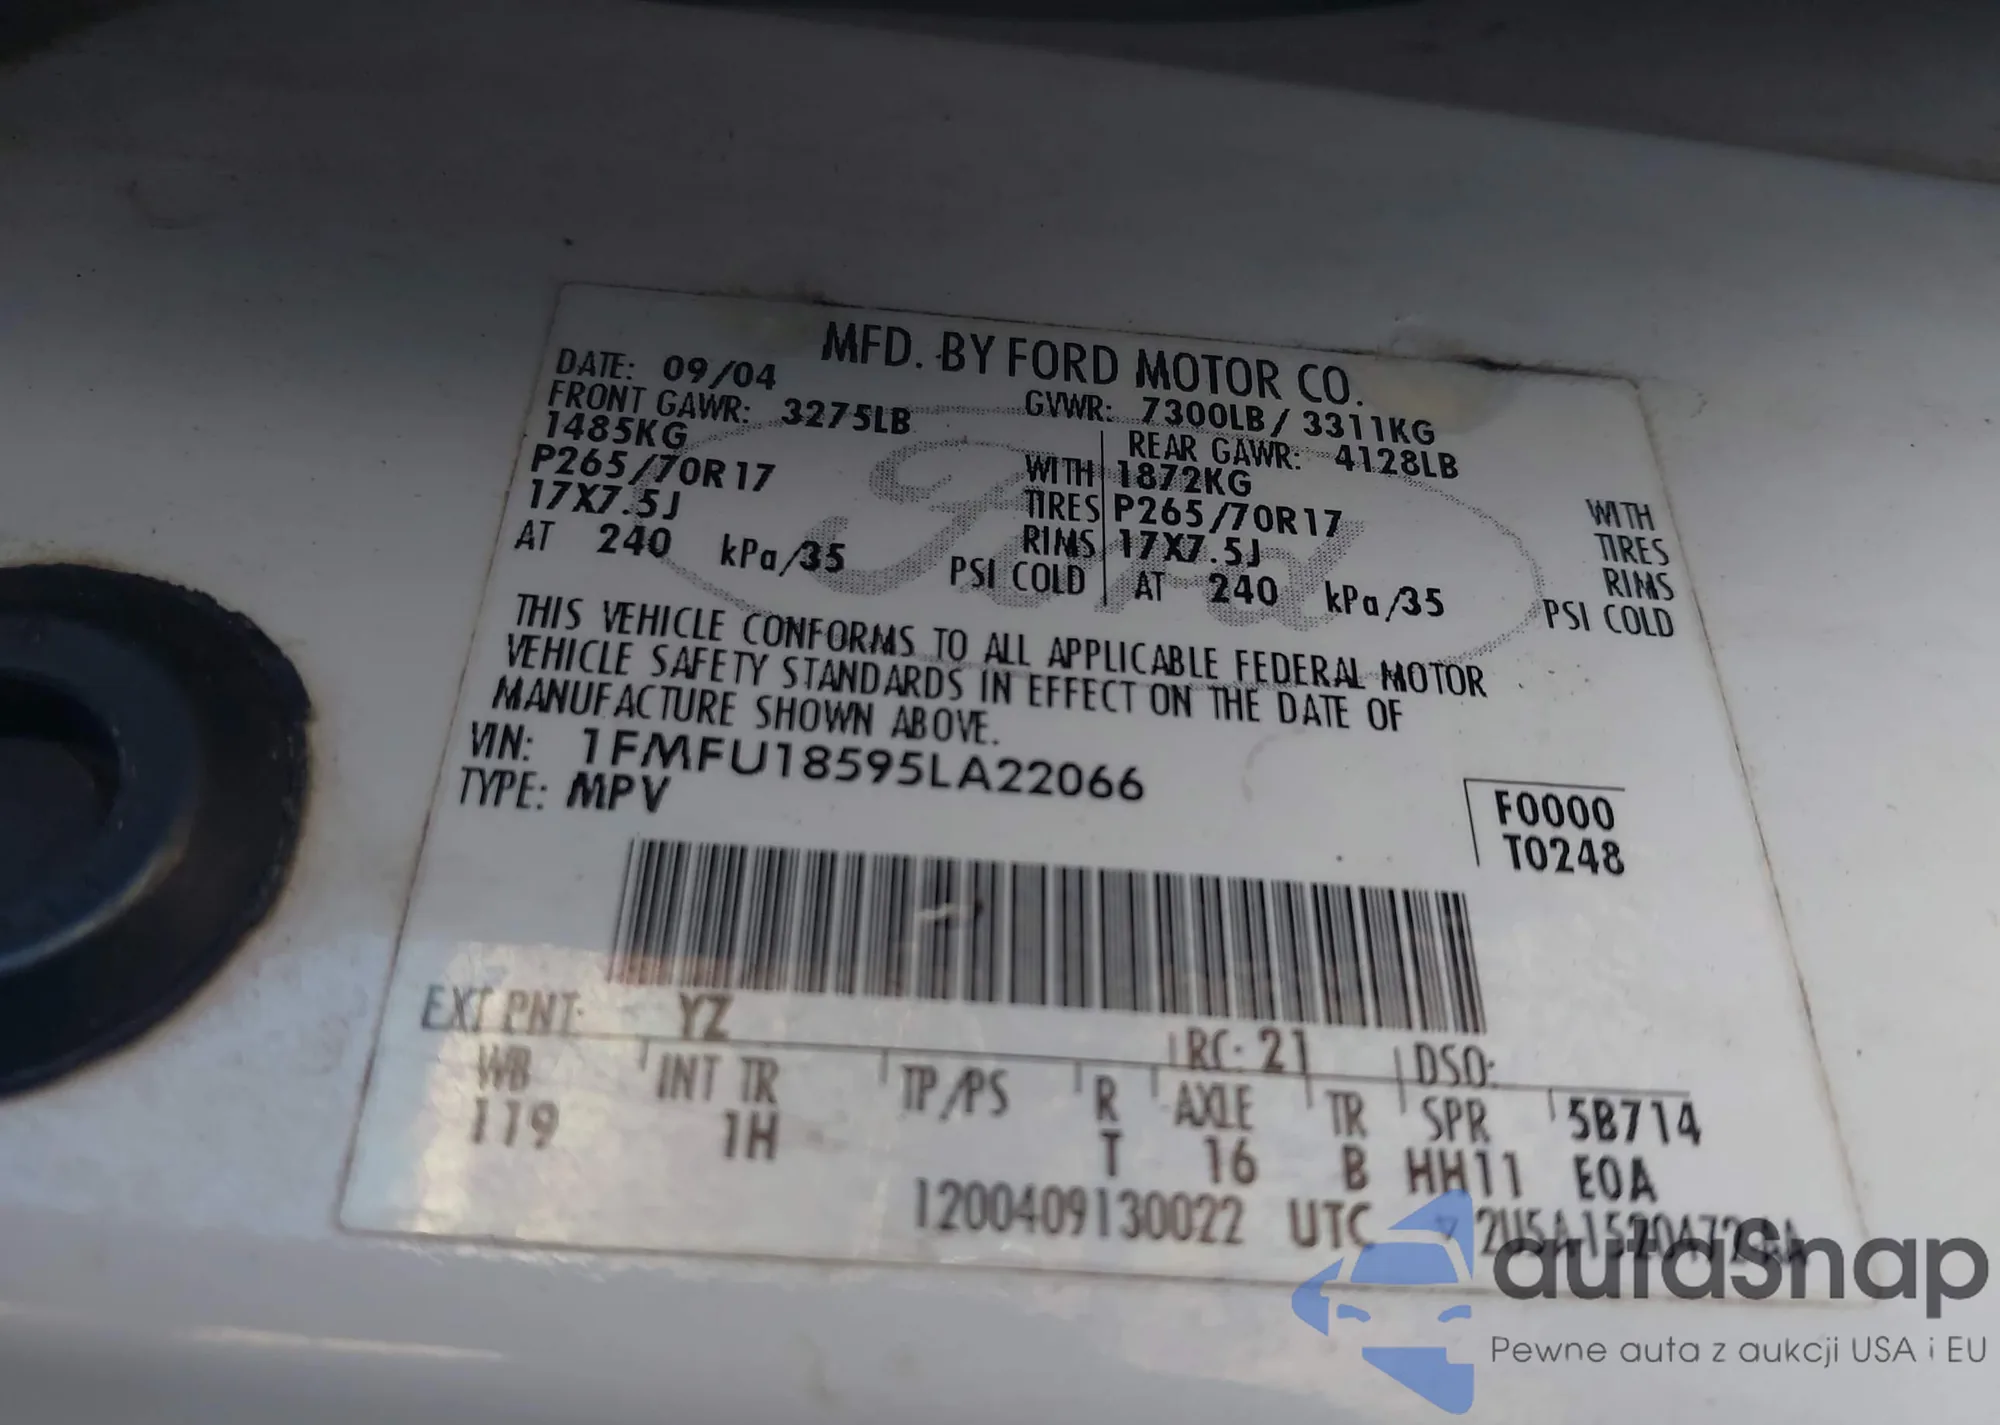 MFD. BY FORD MOTOR CO.
DATE: 09/04 GVWR: 7300LB/ 3311KG
FRONT GAWR: 3275LB REAR GAWR: 4128LB
1485KG WITH 1872KG WITH
P265/70R17 TIRES P265/70R17 TIRES
17X7.5J RIMS 17X7.5J RIMS
AT 240 kPa/35 PSI COLD AT 240 kPa/35 PSI COLD
THIS VEHICLE CONFORMS TO ALL APPLICABLE FEDERAL MOTOR
VEHICLE SAFETY STANDARDS IN EFFECT ON THE DATE OF
MANUFACTURE SHOWN ABOVE.
VIN: 1FMFU18595LA22066
TYPE: MPV
F0000
T0248
EXT PNT: YZ RC: 21 DSO:
WB INT TR TP/PS R AXLE TR SPR 5B714
119 1H T 16 B HH11 E0A
1200409130022 UTC
Ford
autaSnap
Pewne auta z aukcji USA i EU